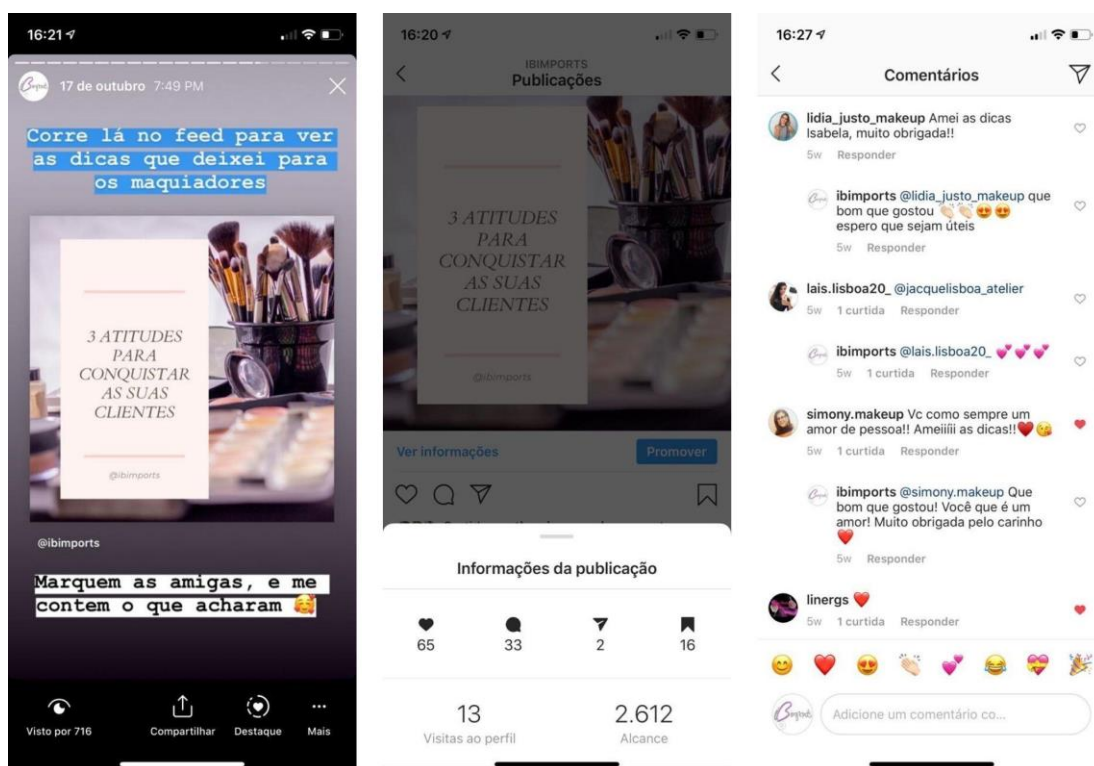 16:21
17 de outubro 7:49 PM
Corre lá no feed para ver
as dicas que deixei para
os maquiadores
3 ATITUDES
PARA
CONQUISTAR
AS SUAS
CLIENTES
@ibimports
@ibimports
Marquem as amigas, e me
contem o que acharam 🥰
Visto por 716
Compartilhar
Destaque
Mais
16:20
IBIMPORTS
Publicações
3 ATITUDES
PARA
CONQUISTAR
AS SUAS
CLIENTES
@ibimports
Ver informações
Promover
Informações da publicação
65 33 2 16
13 2.612
Visitas ao perfil Alcance
16:27
Comentários
lidia_justo_makeup Amei as dicas
Isabela, muito obrigada!!
5w Responder
ibimports @lidia_justo_makeup que
bom que gostou 👏🏻👏🏻😍😍
espero que sejam úteis
5w Responder
lais.lisboa20_ @jacquelisboa_atelier
5w 1 curtida Responder
ibimports @lais.lisboa20_ 💕💕💕
5w 1 curtida Responder
simony.makeup Vc como sempre um
amor de pessoa!! Ameiiiii as dicas!!❤️😘
5w 1 curtida Responder
ibimports @simony.makeup Que
bom que gostou! Você que é um
amor! Muito obrigada pelo carinho
❤️
5w Responder
linergs ❤️
5w 1 curtida Responder
😊 ❤️ 😍 👏🏻 💕 😂 💝 🎉
Adicione um comentário co...